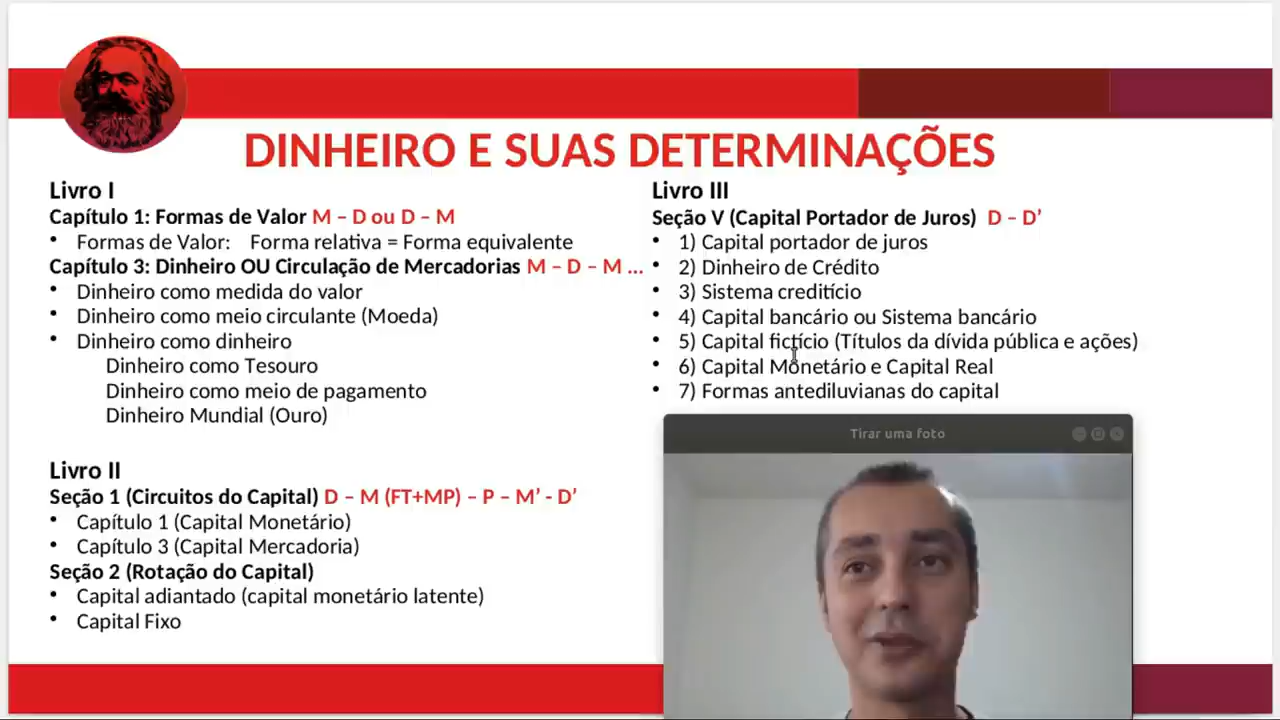 DINHEIRO E SUAS DETERMINAÇÕES
Livro I
Capítulo 1: Formas de Valor M – D ou D – M
• Formas de Valor: Forma relativa = Forma equivalente
Capítulo 3: Dinheiro OU Circulação de Mercadorias M – D – M ...
• Dinheiro como medida do valor
• Dinheiro como meio circulante (Moeda)
• Dinheiro como dinheiro
Dinheiro como Tesouro
Dinheiro como meio de pagamento
Dinheiro Mundial (Ouro)
Livro II
Seção 1 (Circuitos do Capital) D – M (FT+MP) – P – M’ - D’
• Capítulo 1 (Capital Monetário)
• Capítulo 3 (Capital Mercadoria)
Seção 2 (Rotação do Capital)
• Capital adiantado (capital monetário latente)
• Capital Fixo
Livro III
Seção V (Capital Portador de Juros) D – D’
• 1) Capital portador de juros
• 2) Dinheiro de Crédito
• 3) Sistema creditício
• 4) Capital bancário ou Sistema bancário
• 5) Capital fictício (Títulos da dívida pública e ações)
• 6) Capital Monetário e Capital Real
• 7) Formas antediluvianas do capital
Tirar uma foto